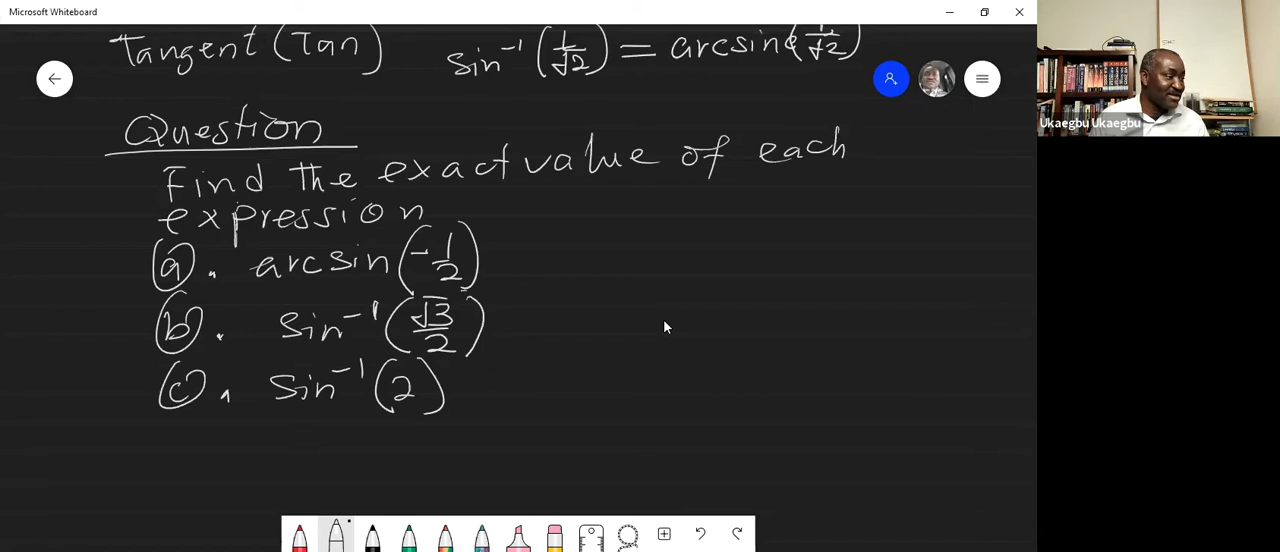 Microsoft Whiteboard
Tangent (Tan) sin⁻¹(1/√2) = arcsin(1/√2)
Ukaegbu Ukaegbu
Question
Find the exact value of each
expression
(a). arcsin(-1/2)
(b). sin⁻¹(√3/2)
(c). sin⁻¹(2)